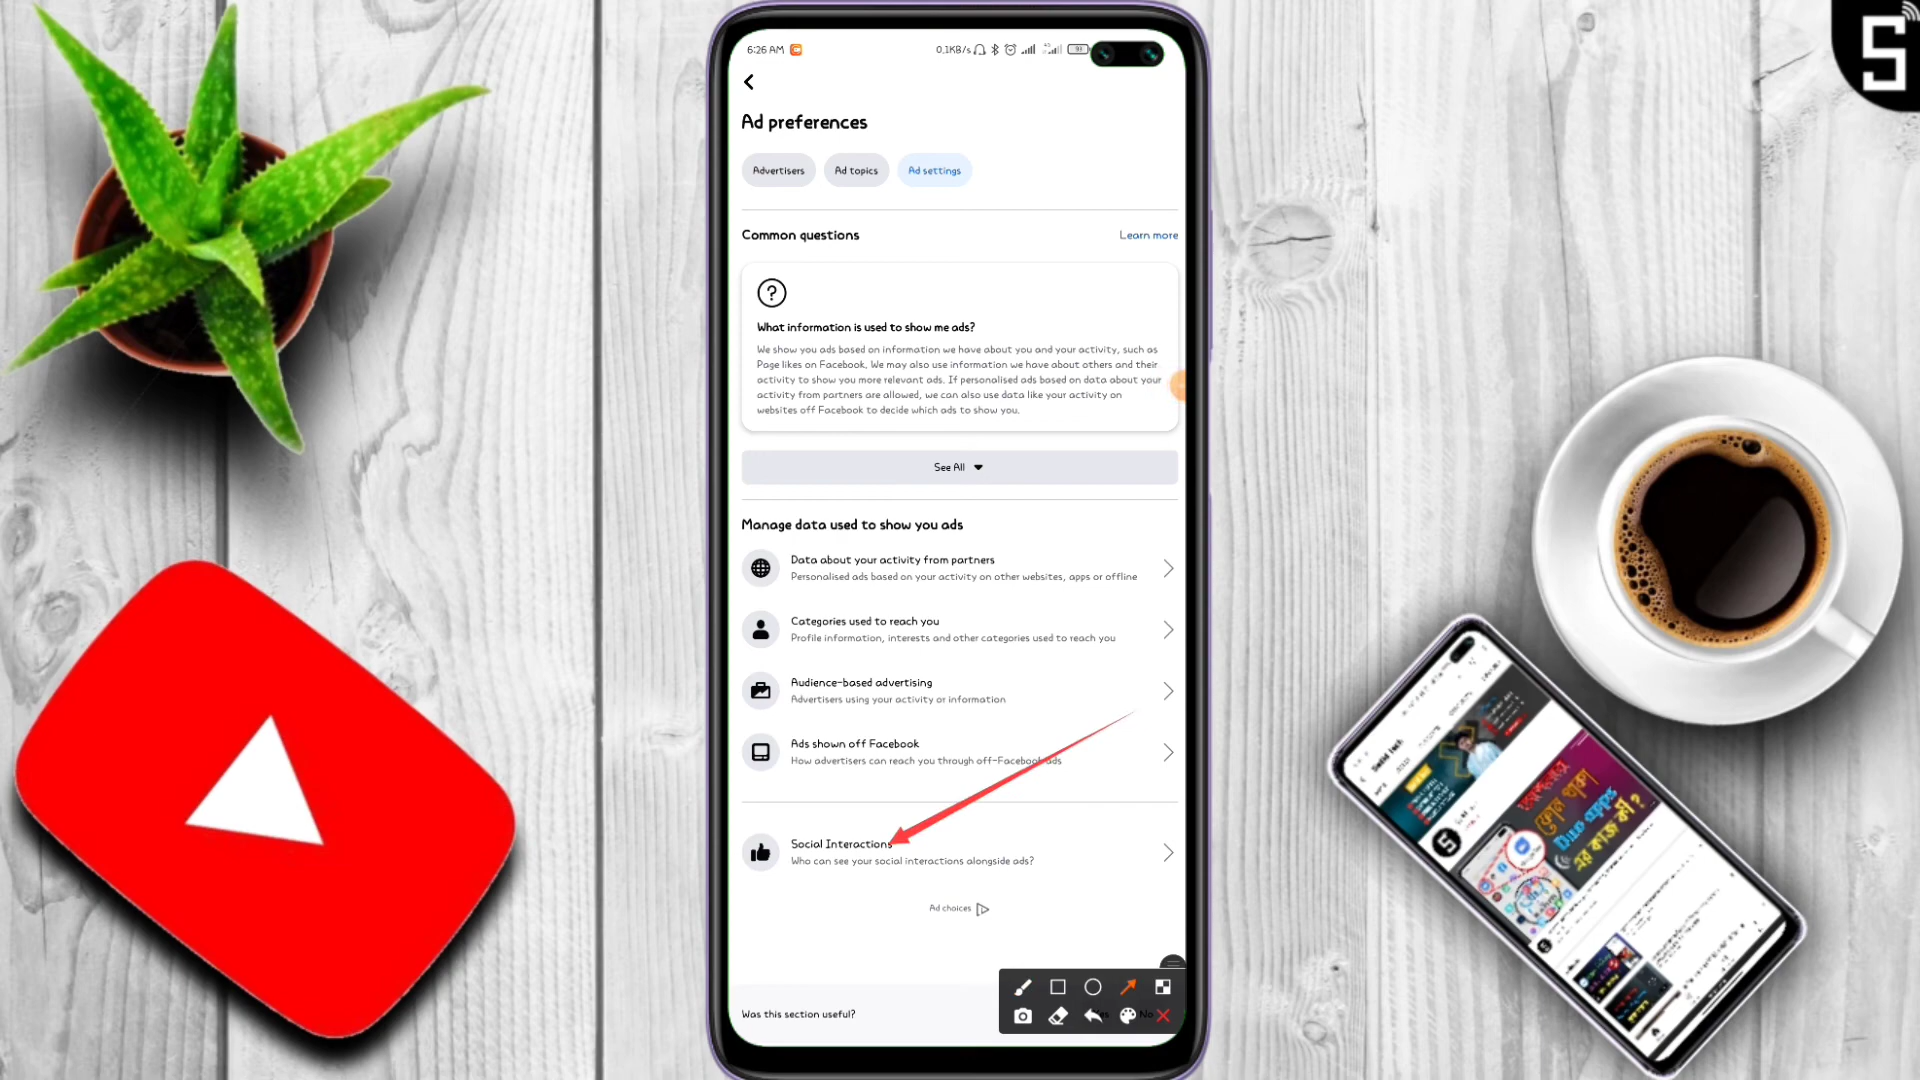 6:26 AM
0.1KB/s
Ad preferences
Advertisers
Ad topics
Ad settings
Common questions
Learn more
What information is used to show me ads?
We show you ads based on information we have about you and your activity, such as
Page likes on Facebook. We may also use information we have about others and their
activity to show you more relevant ads. If personalised ads based on data about your
activity from partners are allowed, we can also use data like your activity on
websites off Facebook to decide which ads to show you.
See All
Manage data used to show you ads
Data about your activity from partners
Personalised ads based on your activity on other websites, apps or offline
Categories used to reach you
Profile information, interests and other categories used to reach you
Audience-based advertising
Advertisers using your activity or information
Ads shown off Facebook
How advertisers can reach you through off-Facebook ads
Social Interactions
Who can see your social interactions alongside ads?
Ad choices
Was this section useful?
No
S